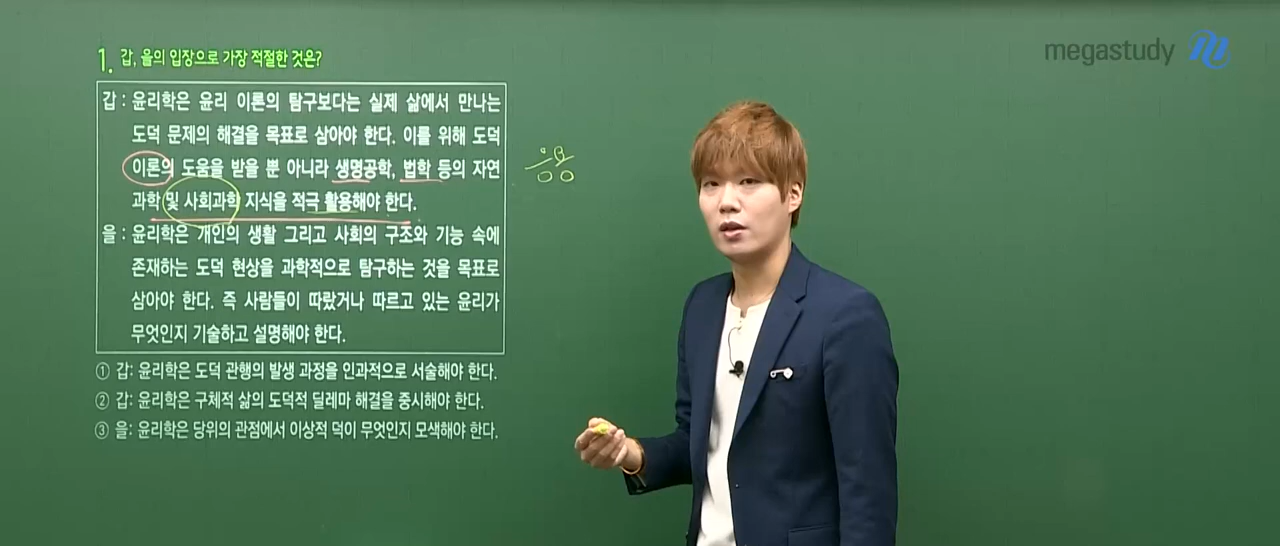 megastudy
1. 갑, 을의 입장으로 가장 적절한 것은?
갑 : 윤리학은 윤리 이론의 탐구보다는 실제 삶에서 만나는
도덕 문제의 해결을 목표로 삼아야 한다. 이를 위해 도덕
이론의 도움을 받을 뿐 아니라 생명공학, 법학 등의 자연
과학 및 사회과학 지식을 적극 활용해야 한다.
응용
을 : 윤리학은 개인의 생활 그리고 사회의 구조와 기능 속에
존재하는 도덕 현상을 과학적으로 탐구하는 것을 목표로
삼아야 한다. 즉 사람들이 따랐거나 따르고 있는 윤리가
무엇인지 기술하고 설명해야 한다.
① 갑: 윤리학은 도덕 관행의 발생 과정을 인과적으로 서술해야 한다.
② 갑: 윤리학은 구체적 삶의 도덕적 딜레마 해결을 중시해야 한다.
③ 을: 윤리학은 당위의 관점에서 이상적 덕이 무엇인지 모색해야 한다.